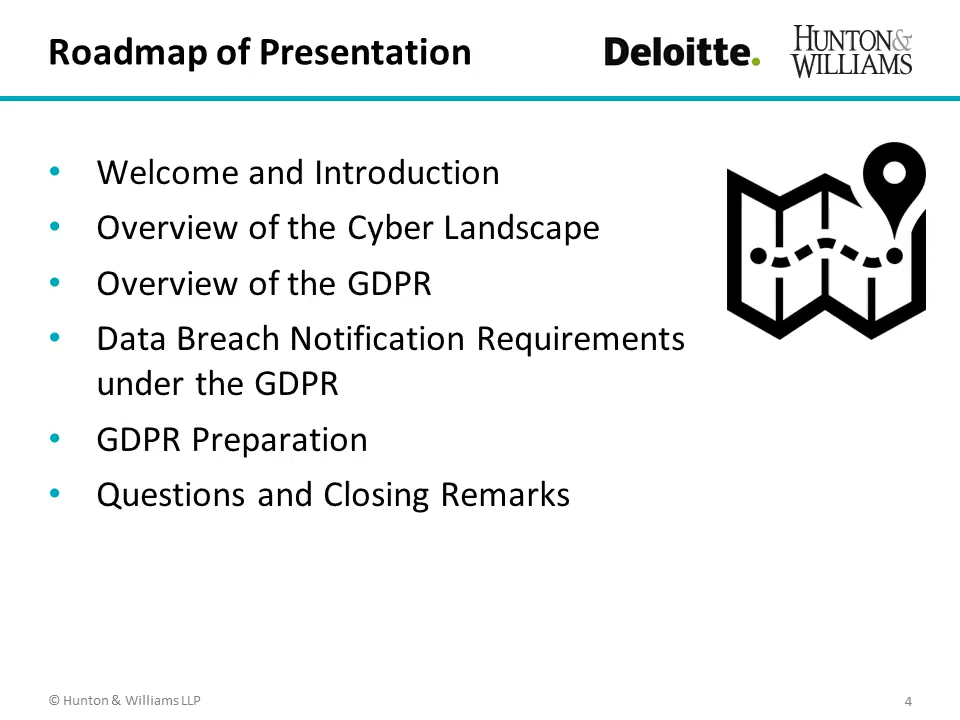 Roadmap of Presentation
Deloitte.
HUNTON&
WILLIAMS
• Welcome and Introduction
• Overview of the Cyber Landscape
• Overview of the GDPR
• Data Breach Notification Requirements
under the GDPR
• GDPR Preparation
• Questions and Closing Remarks
© Hunton & Williams LLP
4